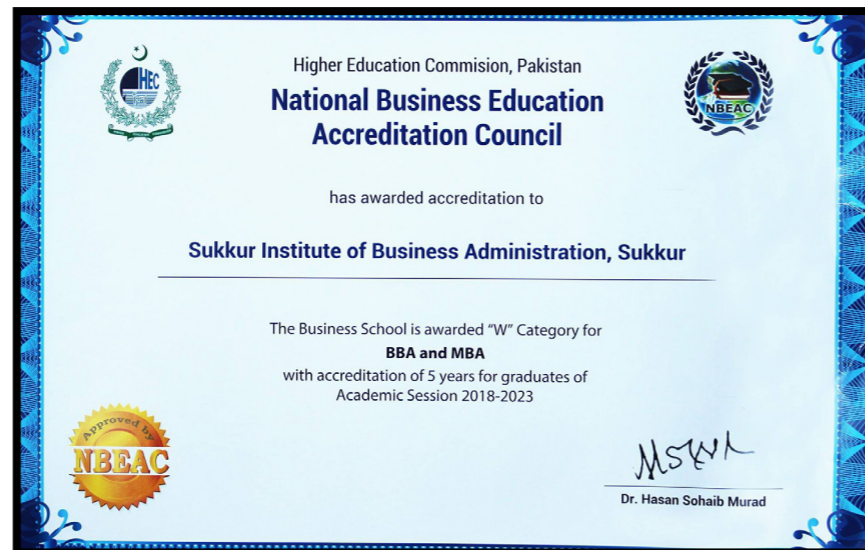 HEC
Higher Education Commision, Pakistan
National Business Education
Accreditation Council
NBEAC
has awarded accreditation to
Sukkur Institute of Business Administration, Sukkur
The Business School is awarded “W” Category for
BBA and MBA
with accreditation of 5 years for graduates of
Academic Session 2018-2023
Approved by
NBEAC
Dr. Hasan Sohaib Murad